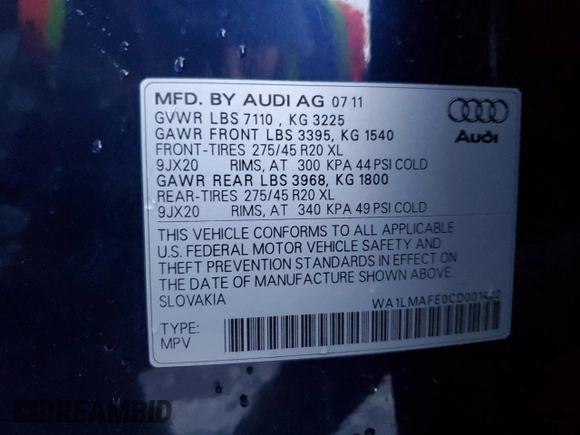 MFD. BY AUDI AG 07 11
GVWR LBS 7110 , KG 3225
GAWR FRONT LBS 3395, KG 1540
FRONT-TIRES 275/45 R20 XL
9JX20 RIMS, AT 300 KPA 44 PSI COLD
GAWR REAR LBS 3968, KG 1800
REAR-TIRES 275/45 R20 XL
9JX20 RIMS, AT 340 KPA 49 PSI COLD
Audi
THIS VEHICLE CONFORMS TO ALL APPLICABLE
U.S. FEDERAL MOTOR VEHICLE SAFETY AND
THEFT PREVENTION STANDARDS IN EFFECT ON
THE DATE OF MANUFACTURE SHOWN ABOVE.
SLOVAKIA
TYPE:
MPV
DREAMBID